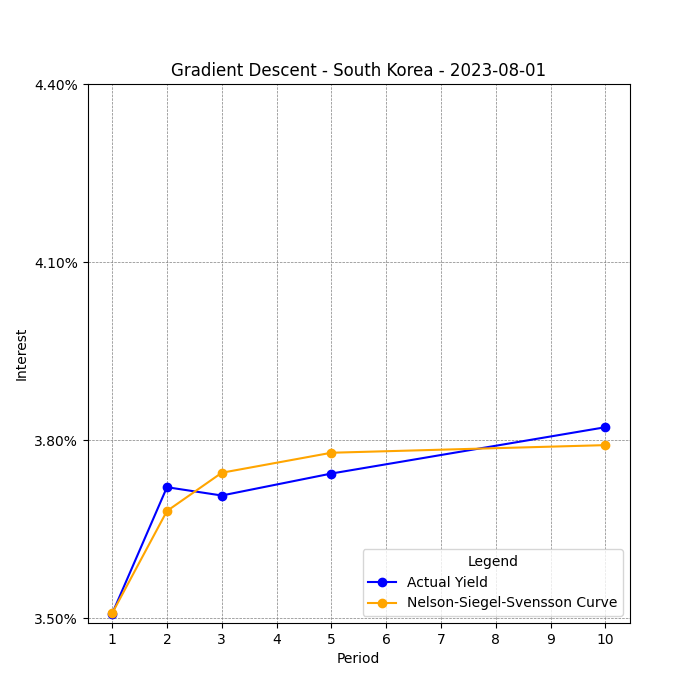 Gradient Descent - South Korea - 2023-08-01
4.40%
4.10%
3.80%
3.50%
Interest
1 2 3 4 5 6 7 8 9 10
Period
Legend
Actual Yield
Nelson-Siegel-Svensson Curve